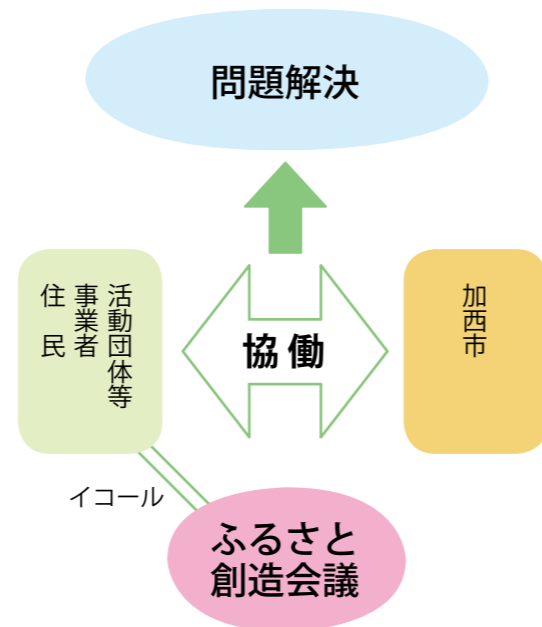 問題解決
活動団体等
事業者
住民
協働
加西市
イコール
ふるさと
創造会議